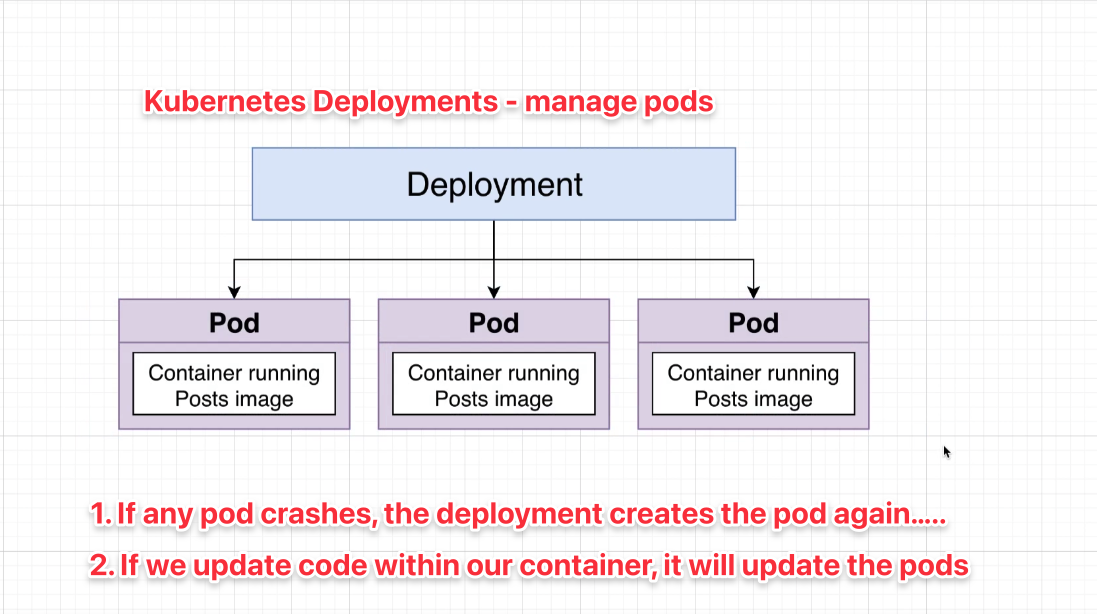 Kubernetes Deployments - manage pods
Deployment
Pod
Container running
Posts image
Pod
Container running
Posts image
Pod
Container running
Posts image
1. If any pod crashes, the deployment creates the pod again.....
2. If we update code within our container, it will update the pods